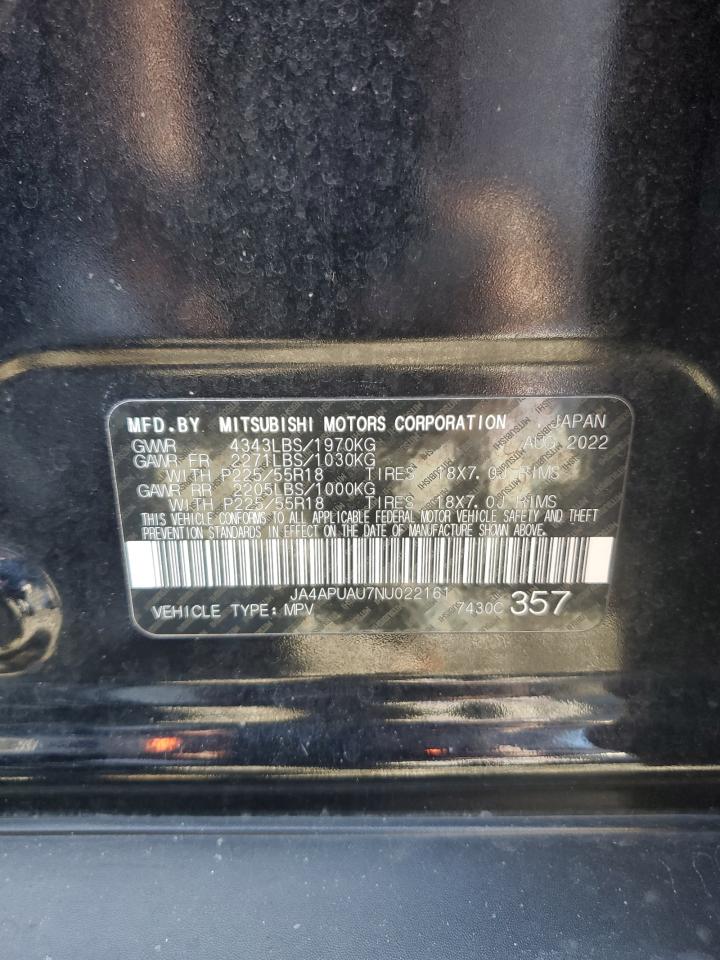 MFD.BY MITSUBISHI MOTORS CORPORATION , JAPAN
GVWR 4343LBS/1970KG AUG.2022
GAWR FR 2271LBS/1030KG
WITH P225/55R18 TIRES 18X7.0J RIMS
GAWR RR 2205LBS/1000KG
WITH P225/55R18 TIRES 18X7.0J RIMS
THIS VEHICLE CONFORMS TO ALL APPLICABLE FEDERAL MOTOR VEHICLE SAFETY AND THEFT
PREVENTION STANDARDS IN EFFECT ON THE DATE OF MANUFACTURE SHOWN ABOVE.
JA4APUAU7NU022161
VEHICLE TYPE: MPV 7430C 357